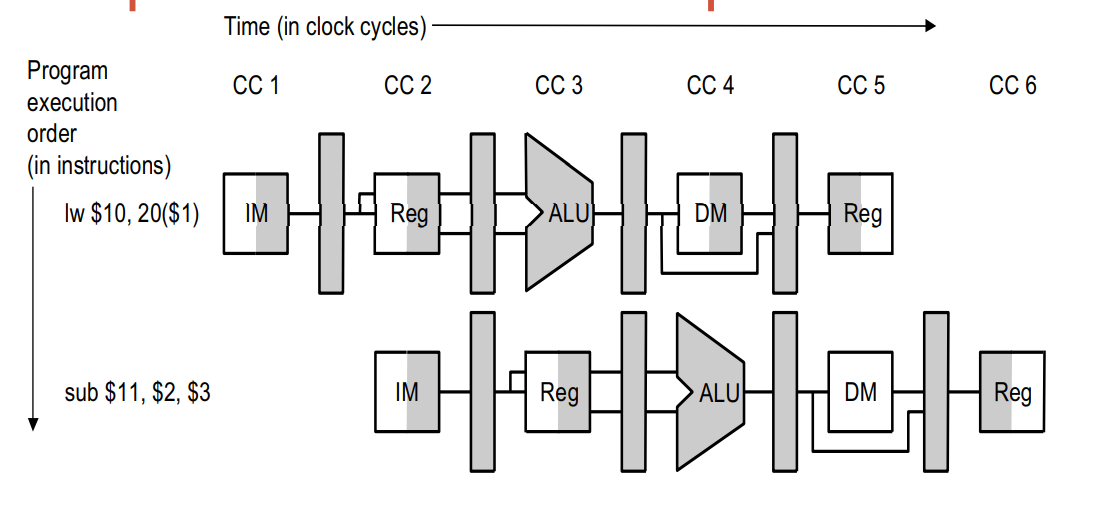 Time (in clock cycles)
Program
execution
order
(in instructions)
CC 1 CC 2 CC 3 CC 4 CC 5 CC 6
lw $10, 20($1) IM Reg ALU DM Reg
sub $11, $2, $3 IM Reg ALU DM Reg